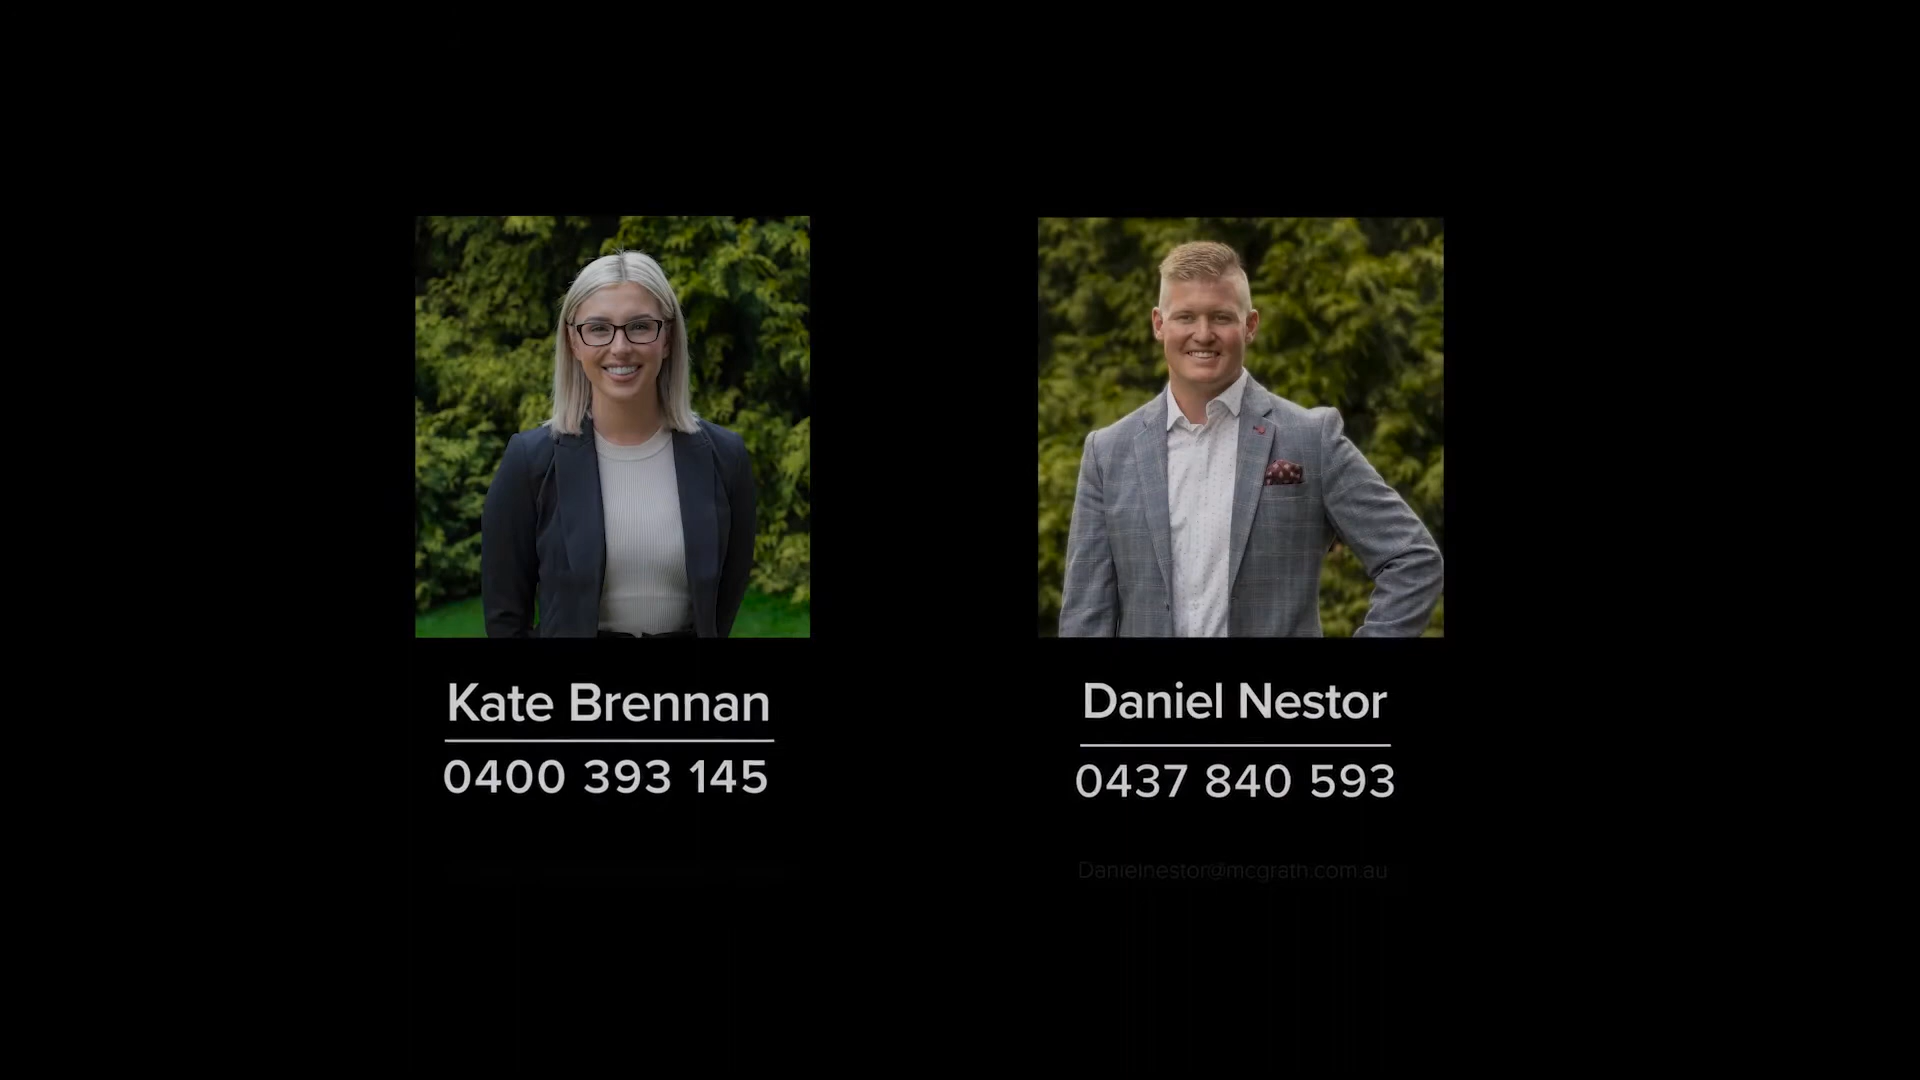 Kate Brennan
0400 393 145
Daniel Nestor
0437 840 593
Danielnestor@mcgrath.com.au